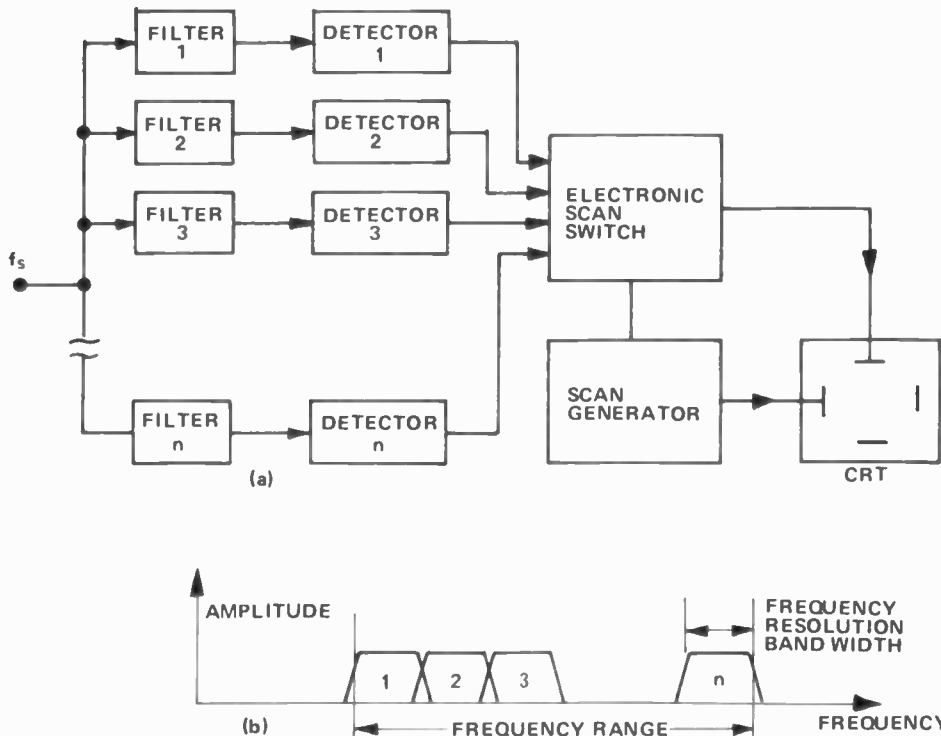 FILTER
1
DETECTOR
1
FILTER
2
DETECTOR
2
FILTER
3
DETECTOR
3
ELECTRONIC
SCAN
SWITCH
fs
FILTER
n
DETECTOR
n
SCAN
GENERATOR
(a)
CRT
AMPLITUDE
FREQUENCY
RESOLUTION
BAND WIDTH
1
2
3
n
(b)
FREQUENCY RANGE
FREQUENCY